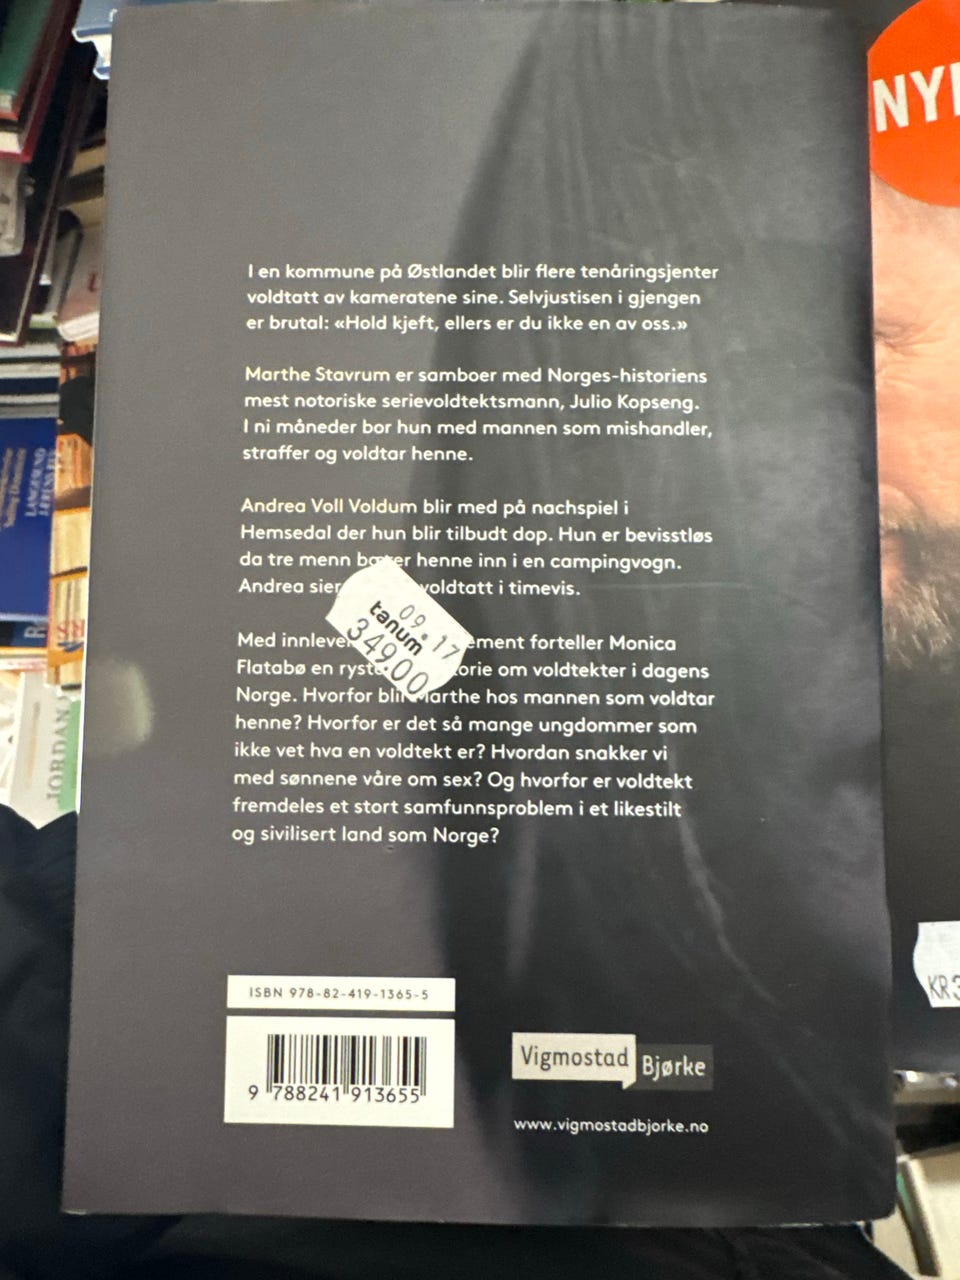 NY
I en kommune på Østlandet blir flere tenåringsjenter
voldtatt av kameratene sine. Selvjustisen i gjengen
er brutal: «Hold kjeft, ellers er du ikke en av oss.»
Marthe Stavrum er samboer med Norges-historiens
mest notoriske serievoldtektsmann, Julio Kopseng.
I ni måneder bor hun med mannen som mishandler,
straffer og voldtar henne.
Andrea Voll Voldum blir med på nachspiel i
Hemsedal der hun blir tilbudt dop. Hun er bevisstløs
da tre menn bærer henne inn i en campingvogn.
Andrea sier voldtatt i timevis.
09.17
tanum
34900
Med forteller Monica
Flatabø en om voldtekter i dagens
Norge. Hvorfor blir Marthe hos mannen som voldtar
henne? Hvorfor er det så mange ungdommer som
ikke vet hva en voldtekt er? Hvordan snakker vi
med sønnene våre om sex? Og hvorfor er voldtekt
fremdeles et stort samfunnsproblem i et likestilt
og sivilisert land som Norge?
ISBN 978-82-419-1365-5
9 788241 913655
Vigmostad Bjørke
www.vigmostadbjorke.no
KR
JORDAN